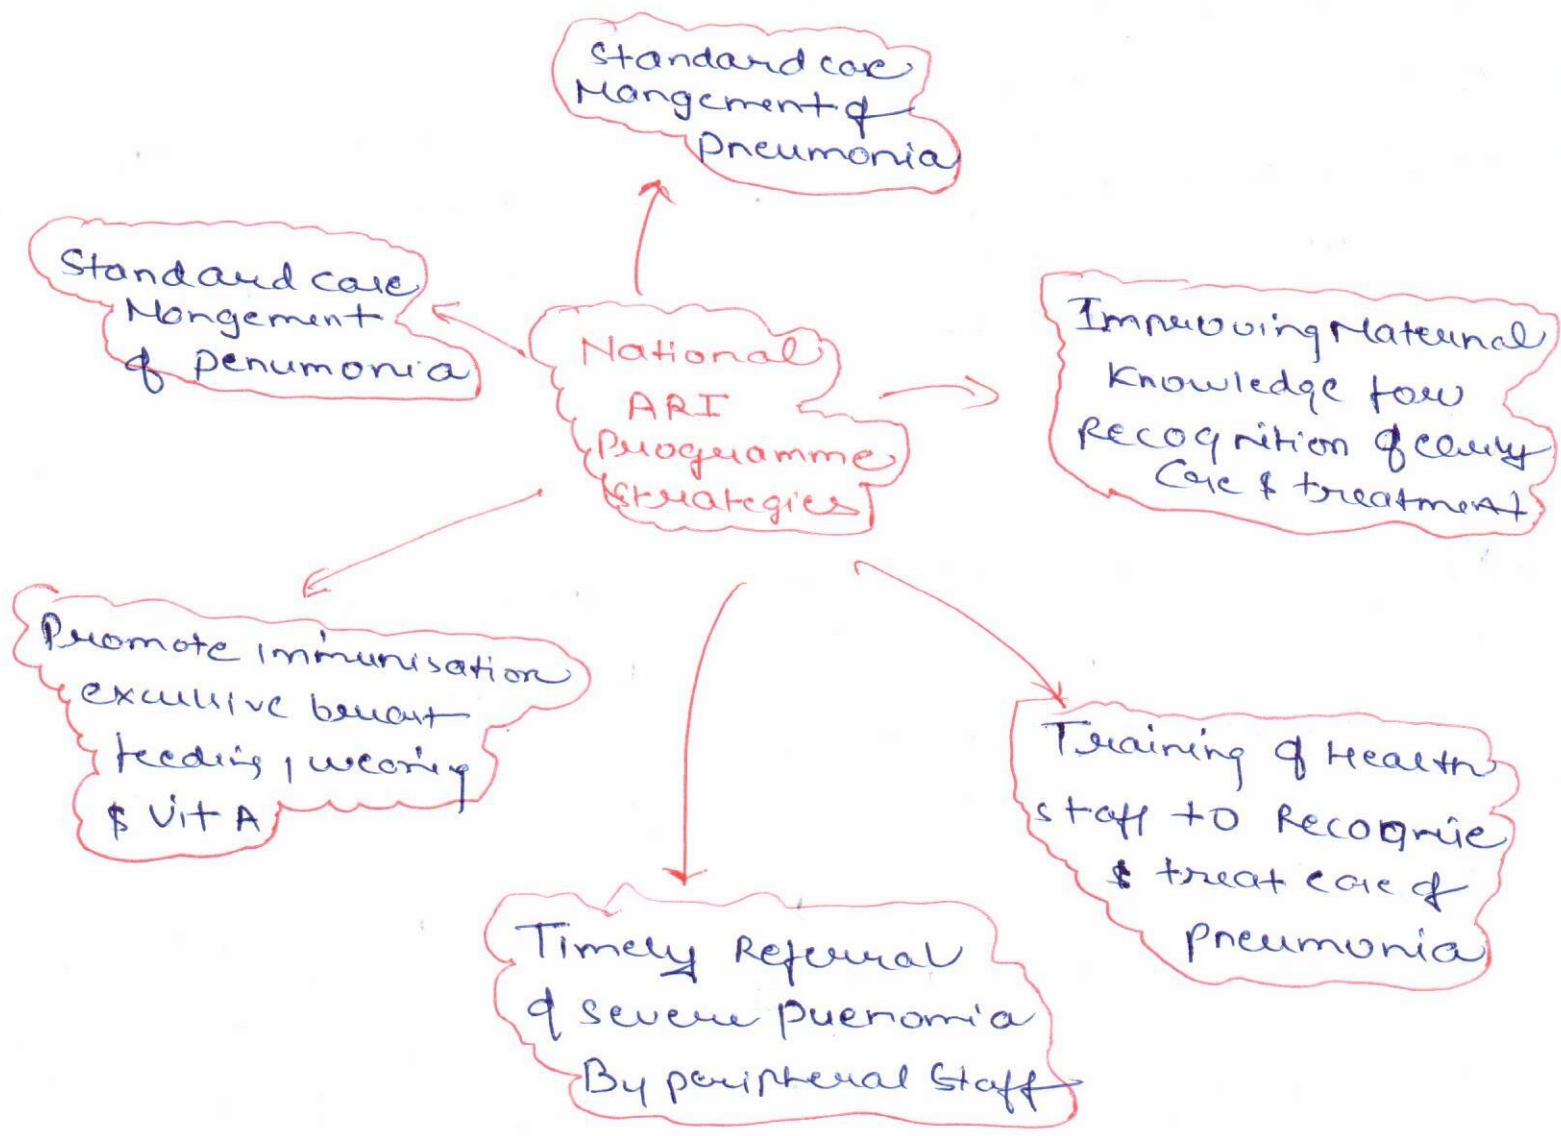 Standard case
Mangement of
Pneumonia
Standard case
Mangement
of penumonia
National
ARI
Programme
strategies
Improving Maternal
Knowledge for
Recognition of early
Care & treatment
Promote immunisation
exculsive breast
feeding, weaning
& Vit A
Timely Referral
of severe puenomia
By peripheral Staff
Training of Health
staff to Recognise
& treat case of
pneumonia